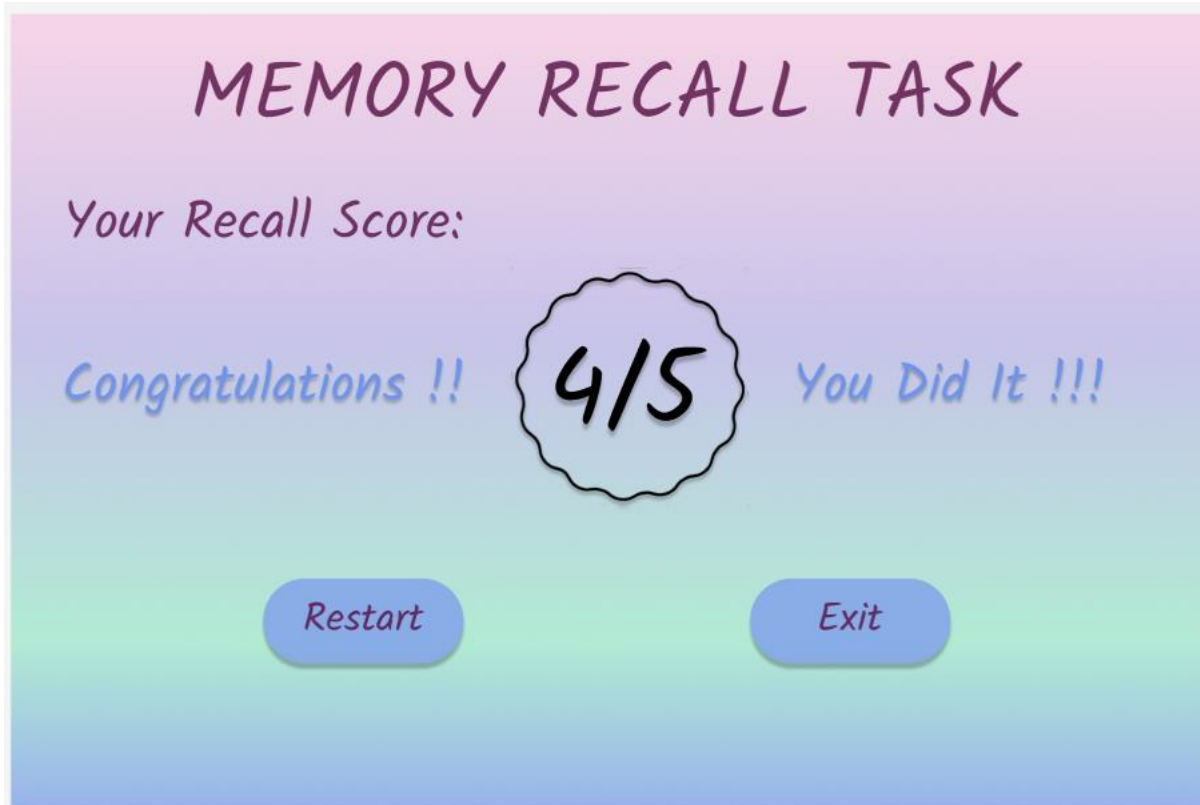 MEMORY RECALL TASK
Your Recall Score:
Congratulations !! 4/5 You Did It !!!
Restart Exit